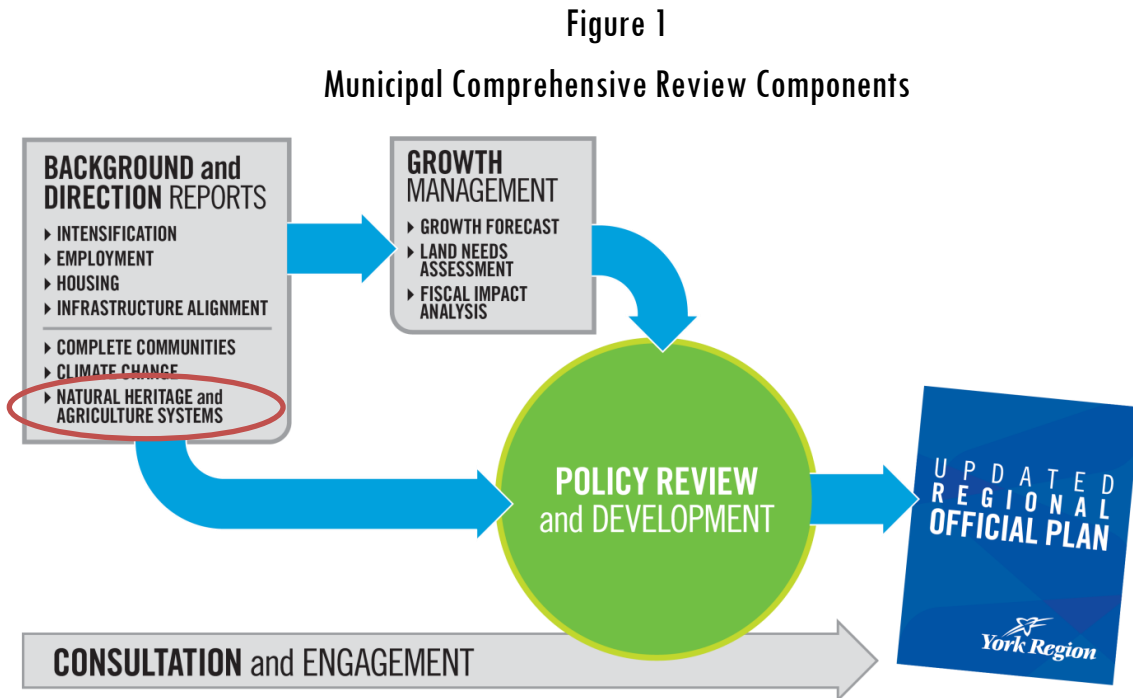 Figure 1
Municipal Comprehensive Review Components
BACKGROUND and
DIRECTION REPORTS
INTENSIFICATION
EMPLOYMENT
HOUSING
INFRASTRUCTURE ALIGNMENT
COMPLETE COMMUNITIES
CLIMATE CHANGE
NATURAL HERITAGE and
AGRICULTURE SYSTEMS
GROWTH
MANAGEMENT
GROWTH FORECAST
LAND NEEDS
ASSESSMENT
FISCAL IMPACT
ANALYSIS
POLICY REVIEW
and DEVELOPMENT
UPDATED
REGIONAL
OFFICIAL PLAN
York Region
CONSULTATION and ENGAGEMENT